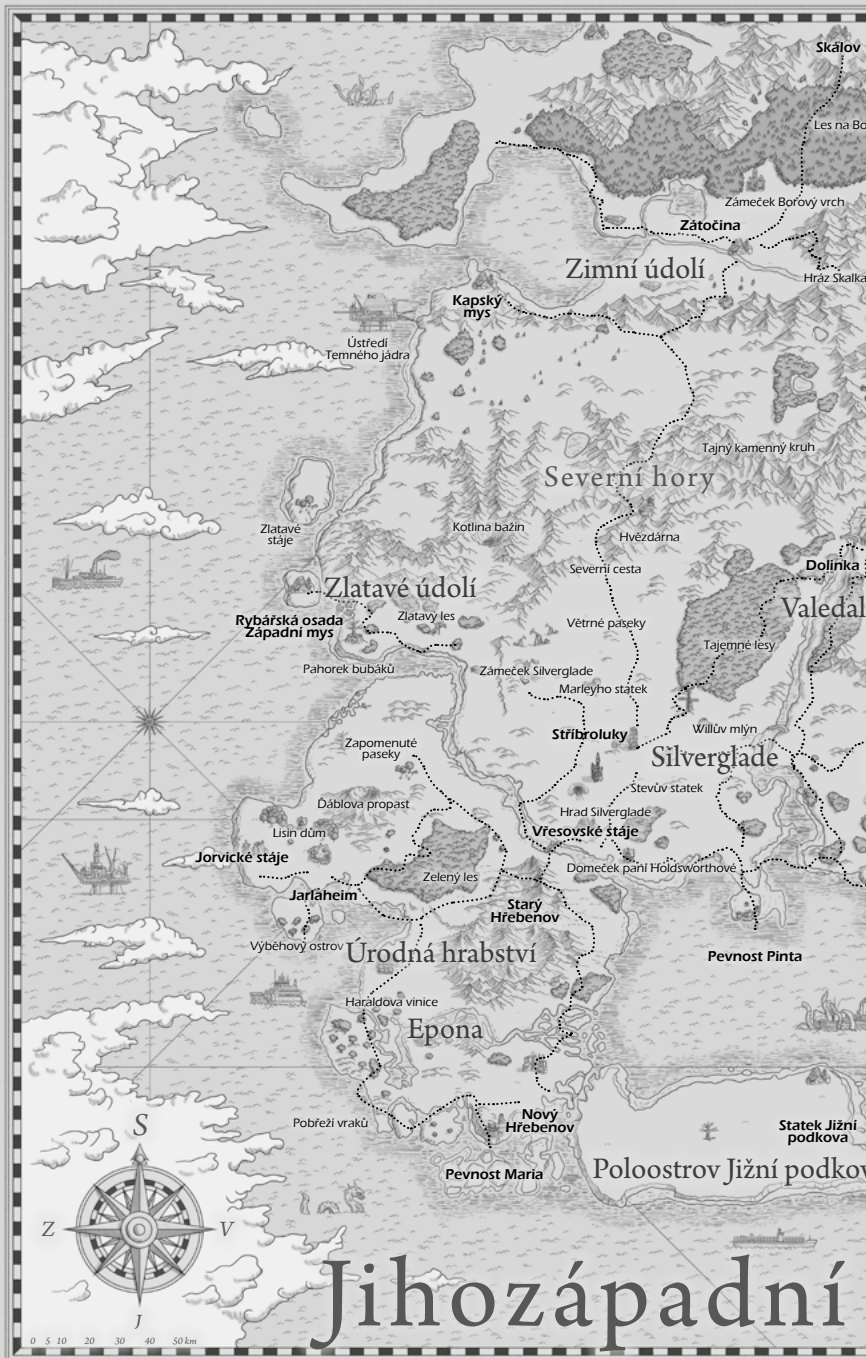 Skálov
Les na Bo
Zámeček Borový vrch
Zátočina
Zimní údolí
Hráz Skalka
Kapský
mys
Ústředí
Temného jádra
Tajný kamenný kruh
Severní hory
Zlatavé
stáje
Kotlina bažin
Hvězdárna
Severní cesta
Dolinka
Zlatavé údolí
Valedal
Rybářská osada
Západní mys
Zlatavý les
Větrné paseky
Tajemné lesy
Pahorek bubáků
Zámeček Silverglade
Marleyho statek
Stříbroluky
Willův mlýn
Zapomenuté
paseky
Silverglade
Stevův statek
Ďáblova propast
Hrad Silverglade
Lisin dům
Vřesovské stáje
Jorvické stáje
Domeček paní Holdsworthové
Zelený les
Jarlaheim
Starý
Hřebenov
Výběhový ostrov
Úrodná hrabství
Pevnost Pinta
Haraldova vinice
Epona
Pobřeží vraků
Nový
Hřebenov
Statek Jižní
podkova
Pevnost Maria
Poloostrov Jižní podkov
S
Z
V
J
Jihozápadní
0 5 10 20 30 40 50 km